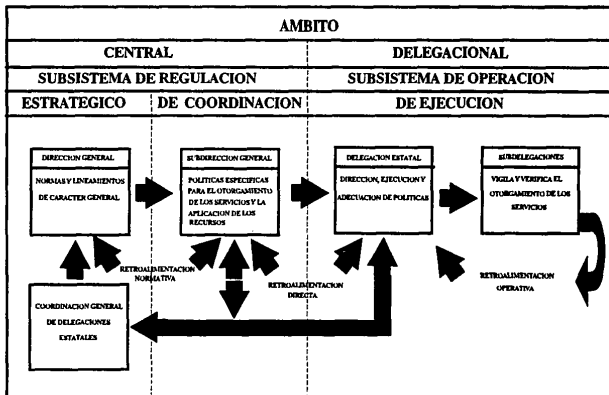 AMBITO
CENTRAL
DELEGACIONAL
SUBSISTEMA DE REGULACION
SUBSISTEMA DE OPERACION
ESTRATEGICO
DE COORDINACION
DE EJECUCION
DIRECCION GENERAL
NORMAS Y LINEAMIENTOS
DE CARACTER GENERAL
SUBDIRECCION GENERAL
POLITICAS ESPECIFICAS
PARA EL OTORGAMIENTO
DE LOS SERVICIOS Y LA
APLICACION DE LOS
RECURSOS
DELEGACION ESTATAL
DIRECCION, EJECUCION Y
ADECUACION DE POLITICAS
SUBDELEGACIONES
VIGILA Y VERIFICA EL
OTORGAMIENTO DE LOS
SERVICIOS
RETROALIMENTACION
NORMATIVA
RETROALIMENTACION
DIRECTA
RETROALIMENTACION
OPERATIVA
COORDINACION GENERAL
DE DELEGACIONES
ESTATALES